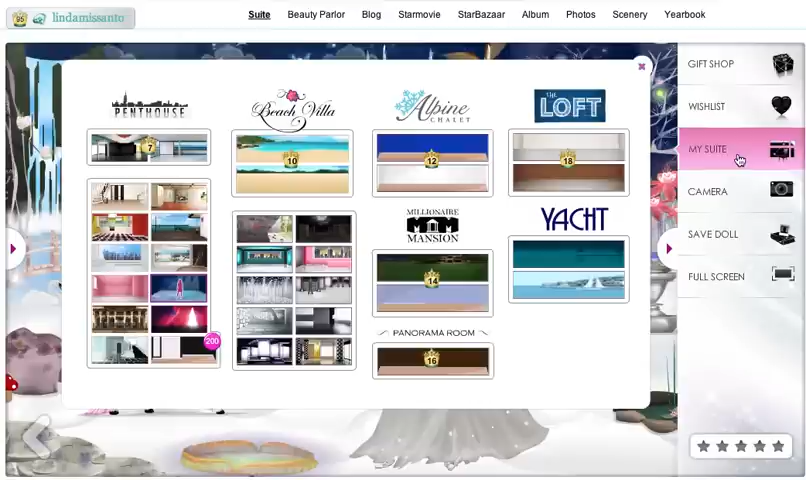 95 lindamissanto
Suite Beauty Parlor Blog Starmovie StarBazaar Album Photos Scenery Yearbook
GIFT SHOP
WISHLIST
MY SUITE
CAMERA
SAVE DOLL
FULL SCREEN
PENTHOUSE
7
200
Beach Villa
10
Alpine
CHALET
12
MILLIONAIRE
MANSION
14
PANORAMA ROOM
16
THE
LOFT
18
YACHT